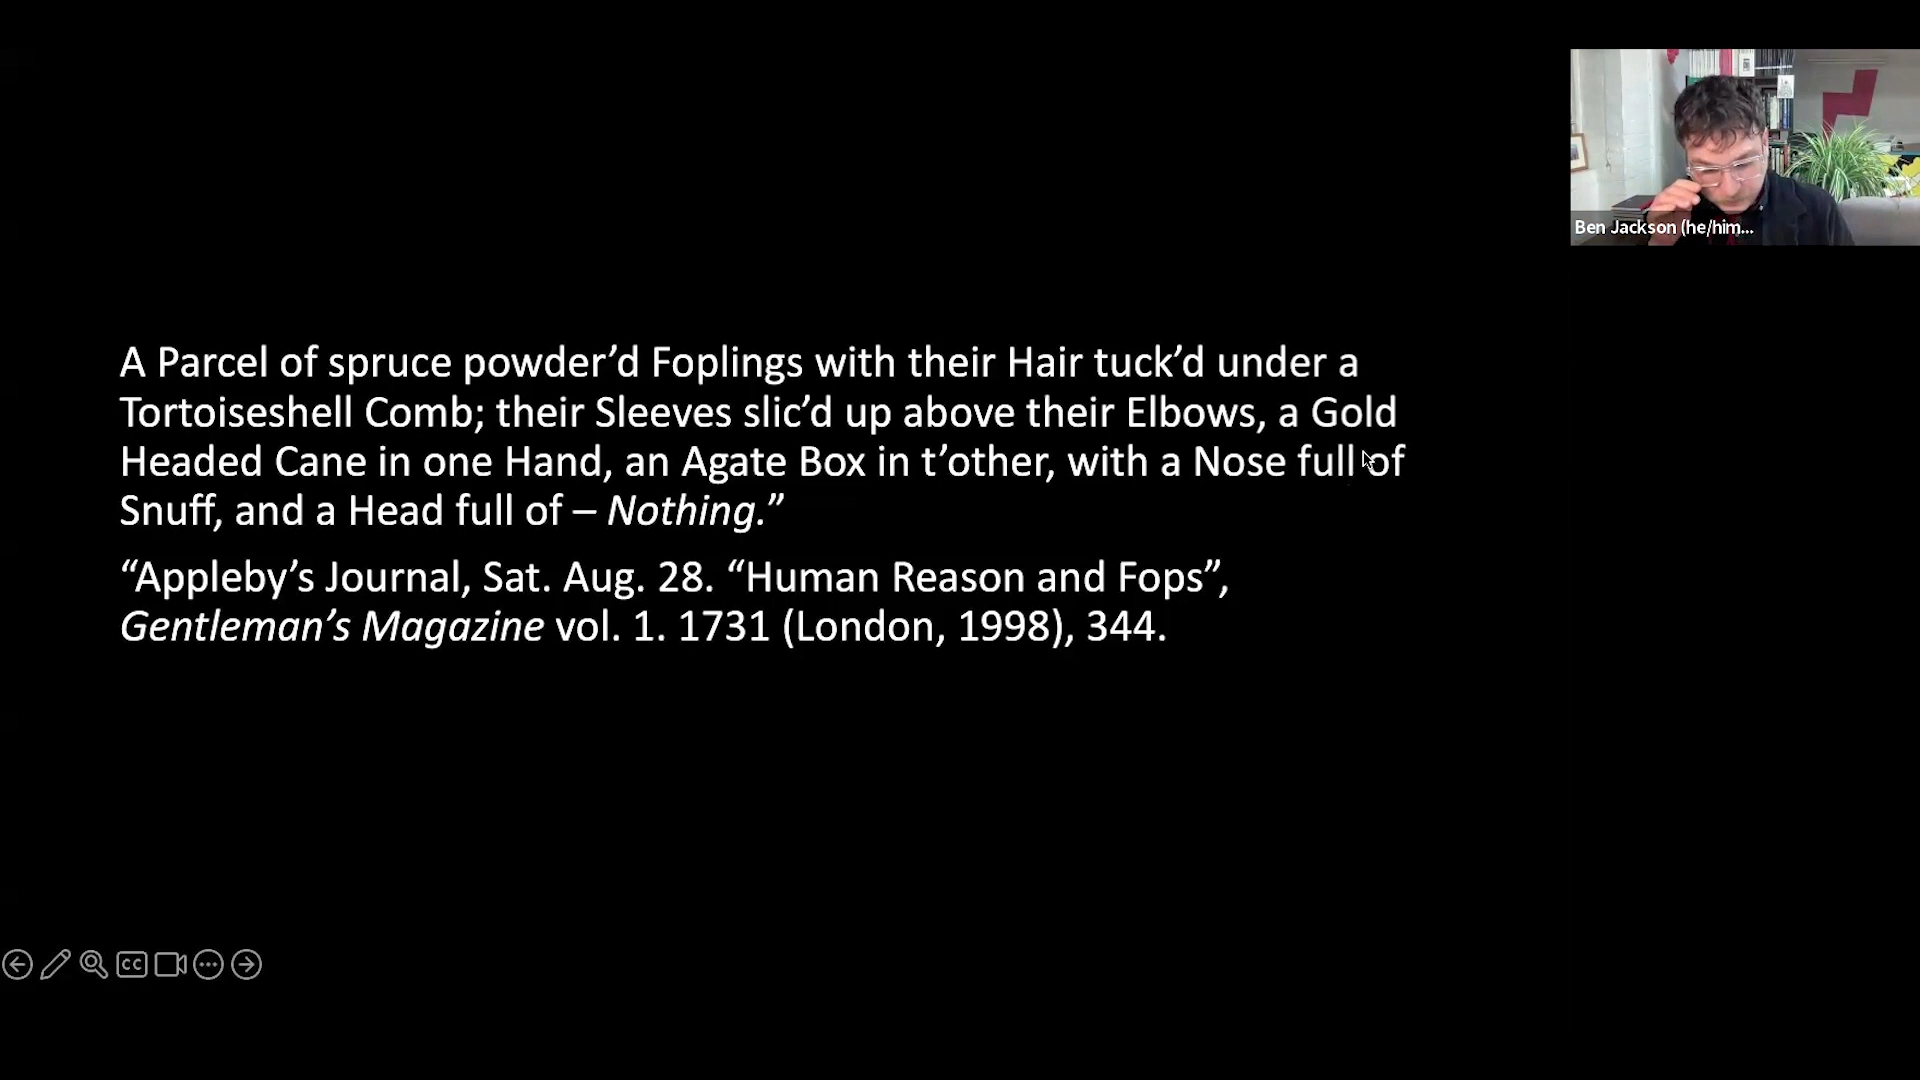 Ben Jackson (he/him...
A Parcel of spruce powder’d Foplings with their Hair tuck’d under a
Tortoiseshell Comb; their Sleeves slic’d up above their Elbows, a Gold
Headed Cane in one Hand, an Agate Box in t’other, with a Nose full of
Snuff, and a Head full of – Nothing.”
“Appleby’s Journal, Sat. Aug. 28. “Human Reason and Fops”,
Gentleman’s Magazine vol. 1. 1731 (London, 1998), 344.
CC